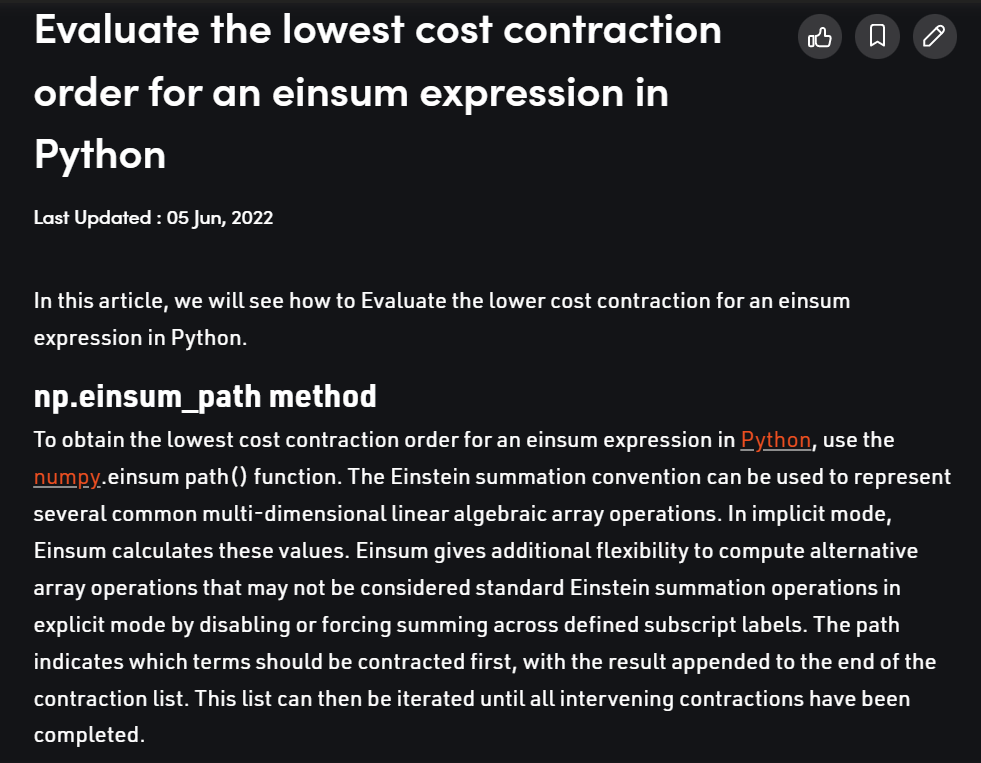 Evaluate the lowest cost contraction
order for an einsum expression in
Python
Last Updated : 05 Jun, 2022
In this article, we will see how to Evaluate the lower cost contraction for an einsum
expression in Python.
np.einsum_path method
To obtain the lowest cost contraction order for an einsum expression in Python, use the
numpy.einsum path() function. The Einstein summation convention can be used to represent
several common multi-dimensional linear algebraic array operations. In implicit mode,
Einsum calculates these values. Einsum gives additional flexibility to compute alternative
array operations that may not be considered standard Einstein summation operations in
explicit mode by disabling or forcing summing across defined subscript labels. The path
indicates which terms should be contracted first, with the result appended to the end of the
contraction list. This list can then be iterated until all intervening contractions have been
completed.